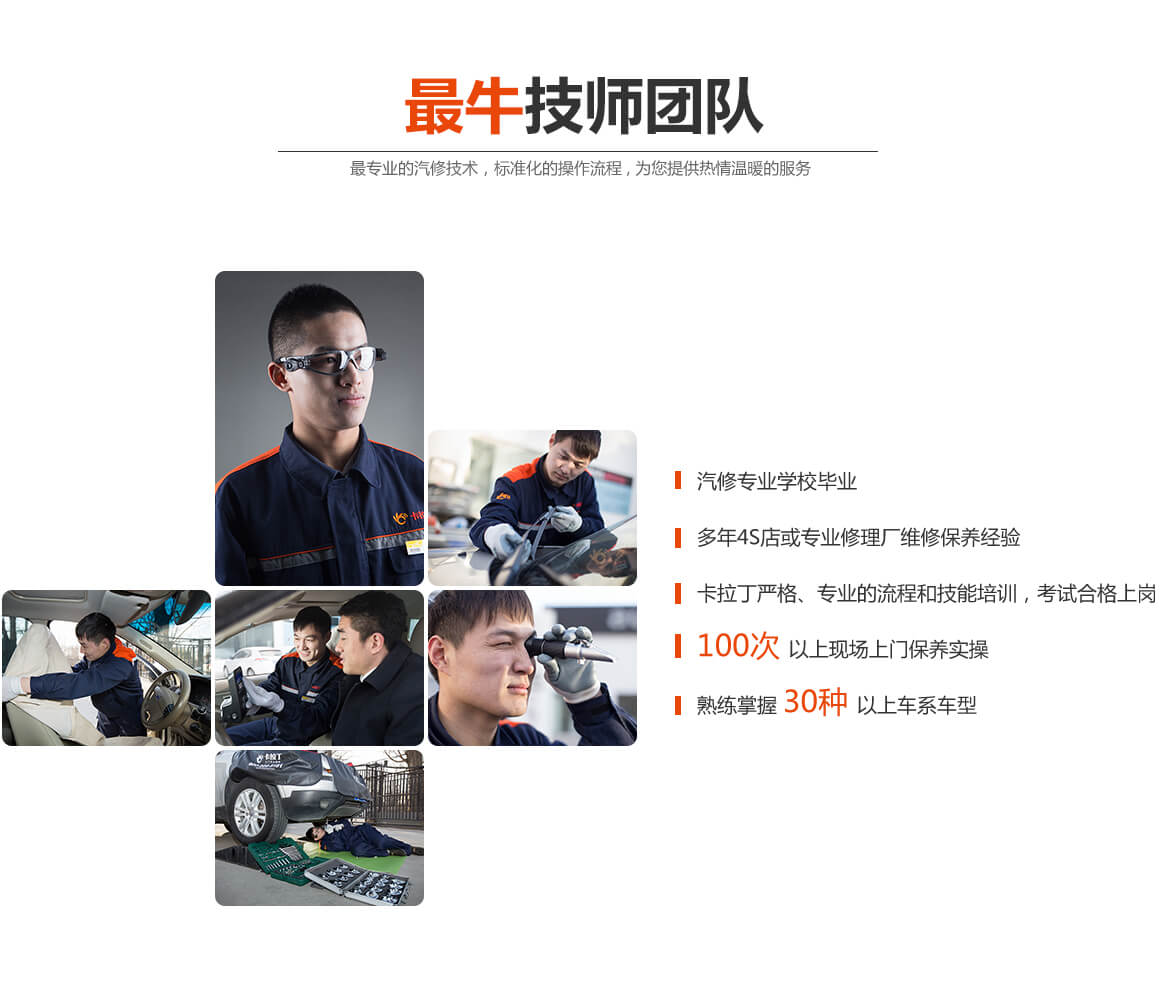 最牛技师团队
最专业的汽修技术，标准化的操作流程，为您提供热情温暖的服务
汽修专业学校毕业
多年4S店或专业修理厂维修保养经验
卡拉丁严格、专业的流程和技能培训，考试合格上岗
100次 以上现场上门保养实操
熟练掌握 30种 以上车系车型
卡拉丁